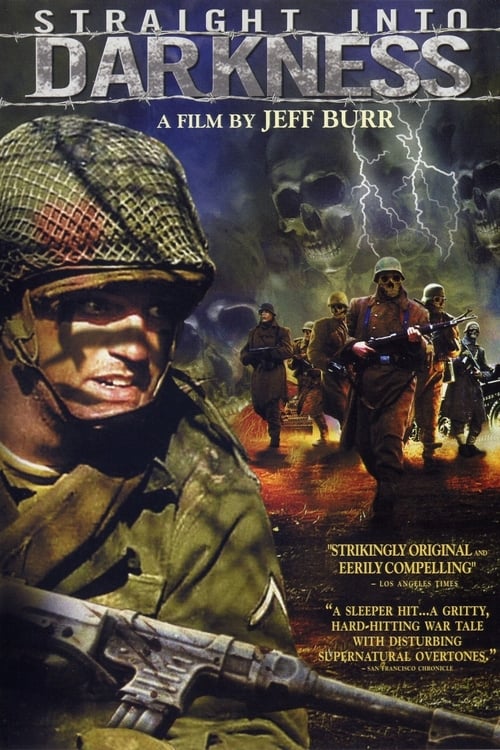 STRAIGHT INTO
DARKNESS
A FILM BY JEFF BURR
"STRIKINGLY ORIGINAL AND
EERILY COMPELLING"
– LOS ANGELES TIMES
"A SLEEPER HIT...A GRITTY,
HARD-HITTING WAR TALE
WITH DISTURBING
SUPERNATURAL OVERTONES."
– SAN FRANCISCO CHRONICLE